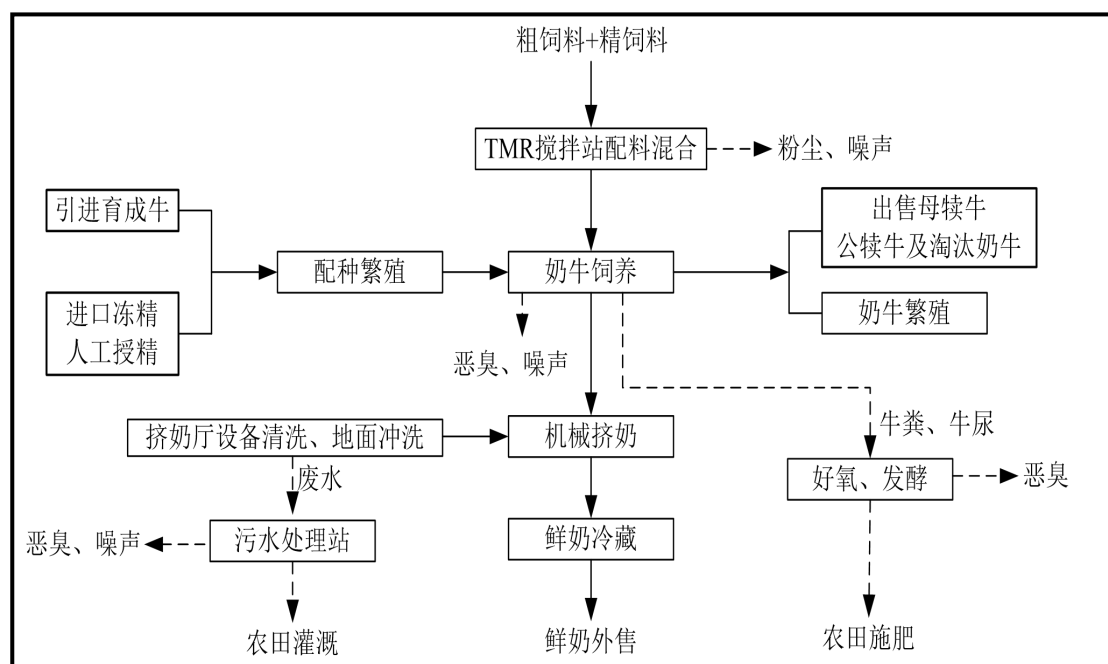 粗饲料+精饲料
TMR搅拌站配料混合
粉尘、噪声
引进育成牛
出售母犊牛
公犊牛及淘汰奶牛
配种繁殖
奶牛饲养
进口冻精
人工授精
奶牛繁殖
恶臭、噪声
挤奶厅设备清洗、地面冲洗
机械挤奶
牛粪、牛尿
废水
好氧、发酵
恶臭
恶臭、噪声
污水处理站
鲜奶冷藏
农田灌溉
鲜奶外售
农田施肥